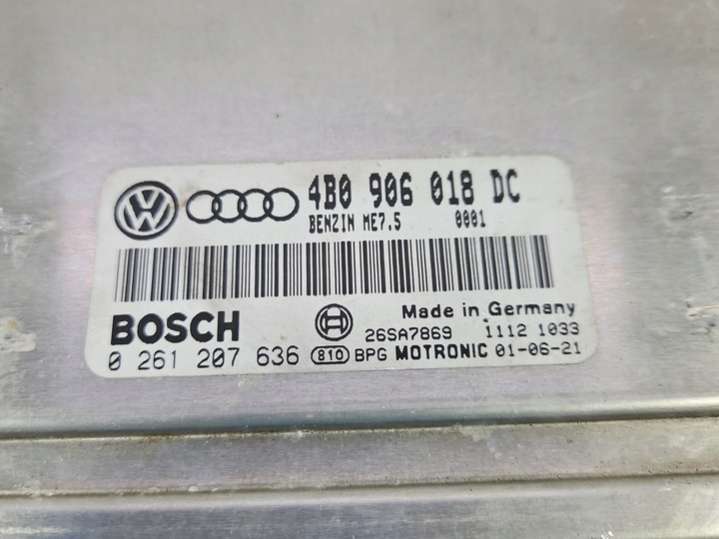 4B0 906 018 DC
BENZIN ME7.5 0001
Made in Germany
BOSCH 26SA7869 1112 1033
0 261 207 636 810 BPG MOTRONIC 01-06-21